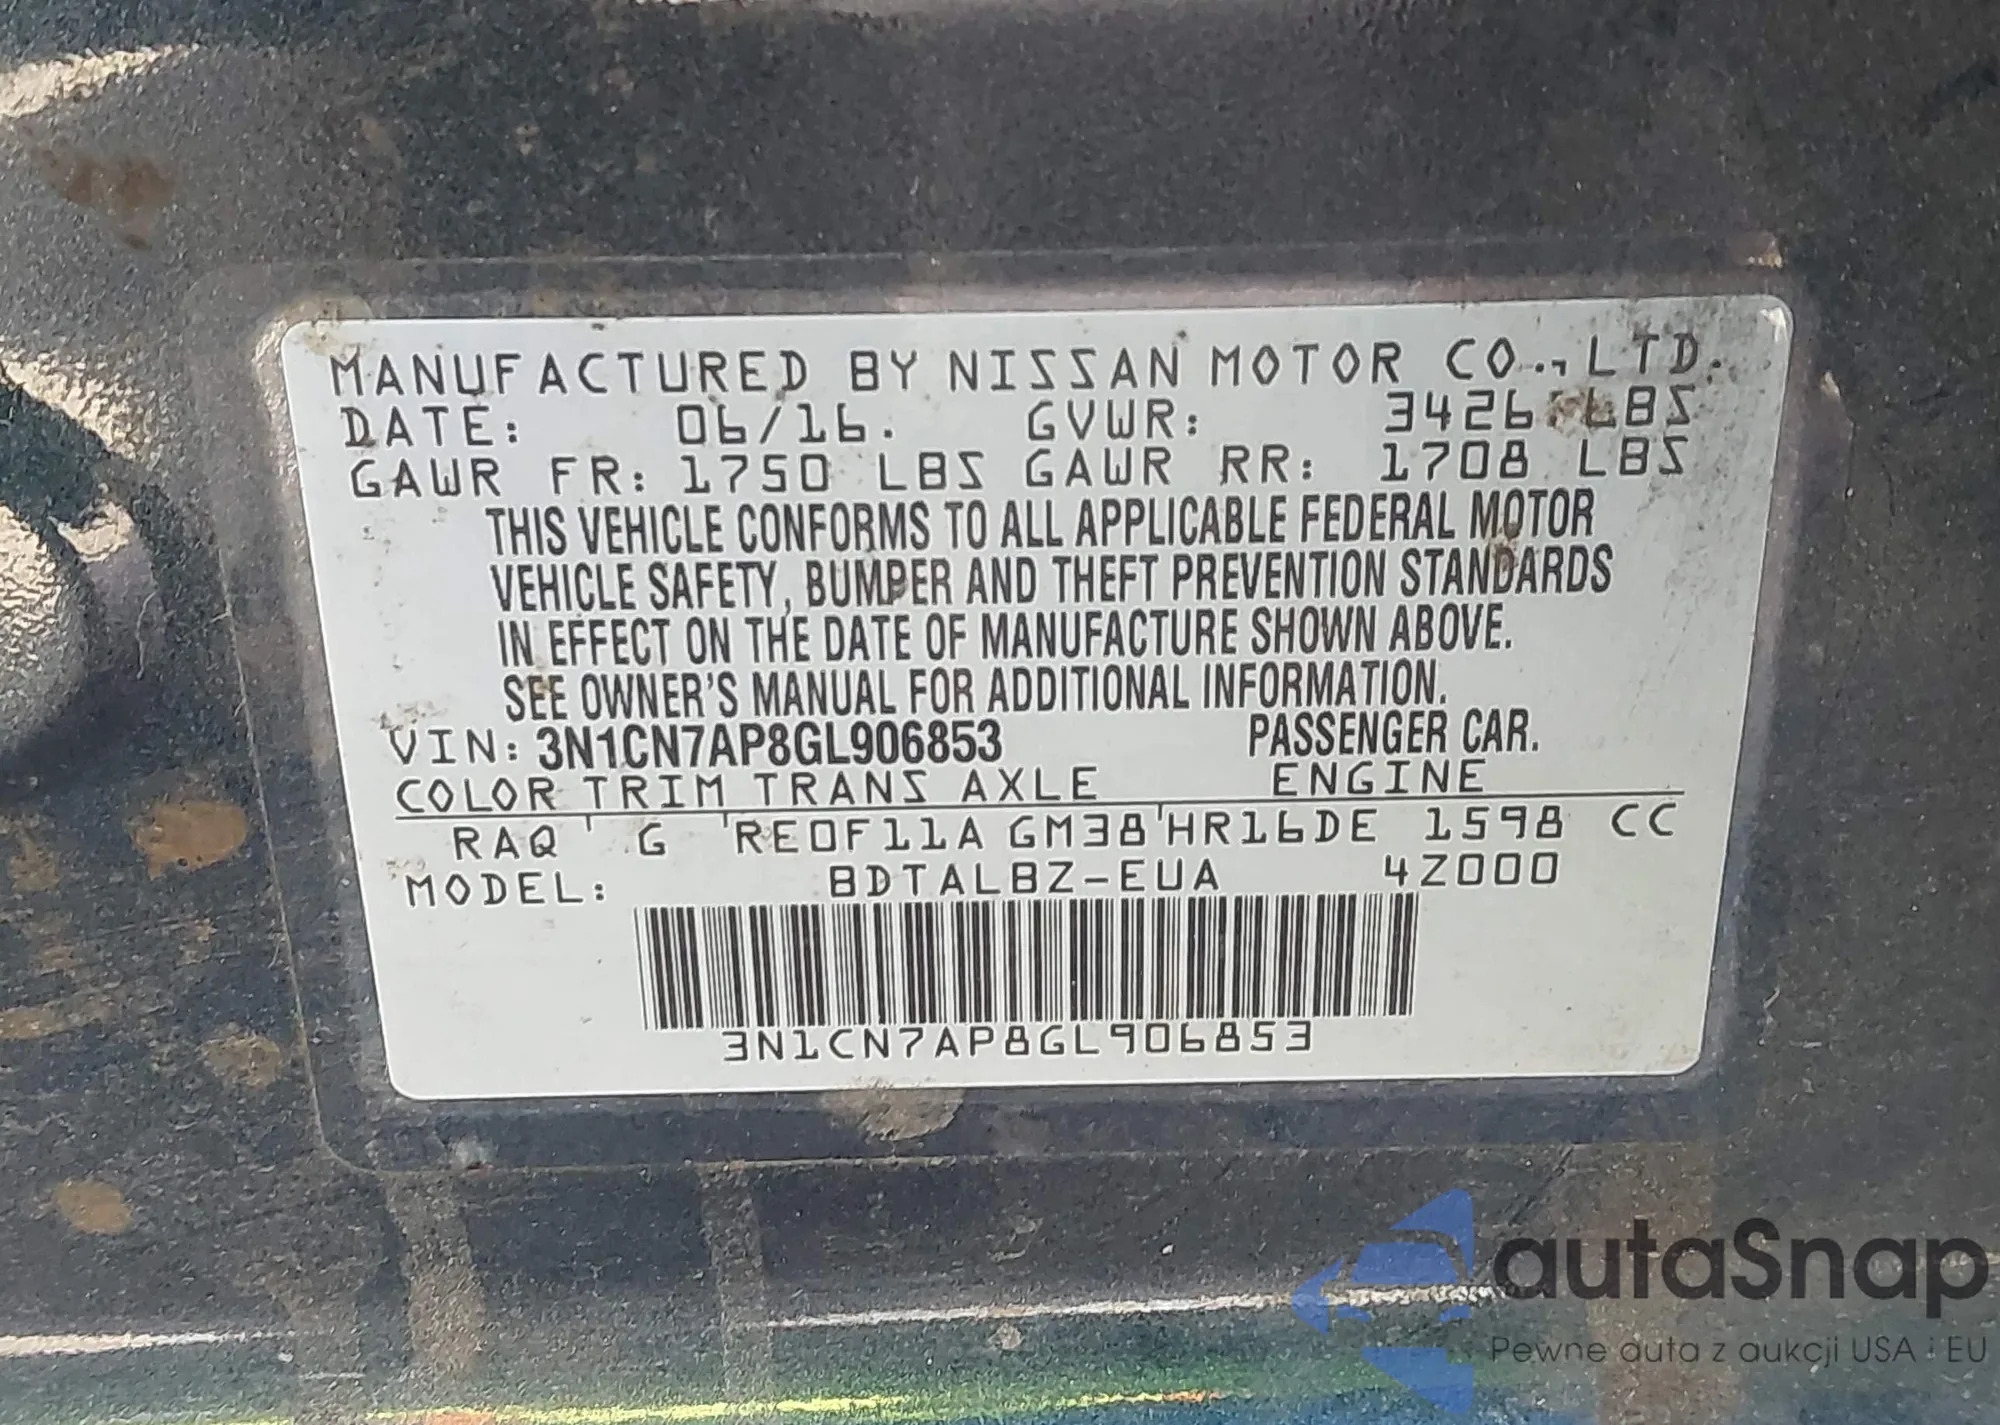 MANUFACTURED BY NISSAN MOTOR CO., LTD.
DATE: 06/16. GVWR: 3426 LBS
GAWR FR: 1750 LBS GAWR RR: 1708 LBS
THIS VEHICLE CONFORMS TO ALL APPLICABLE FEDERAL MOTOR
VEHICLE SAFETY, BUMPER AND THEFT PREVENTION STANDARDS
IN EFFECT ON THE DATE OF MANUFACTURE SHOWN ABOVE.
SEE OWNER'S MANUAL FOR ADDITIONAL INFORMATION.
VIN: 3N1CN7AP8GL906853 PASSENGER CAR.
COLOR TRIM TRANS AXLE ENGINE
RAQ G RE0F11A GM38 HR16DE 1598 CC
MODEL: BDTALBZ-EUA 4Z000
3N1CN7AP8GL906853
autaSnap
Pewne auta z aukcji USA i EU